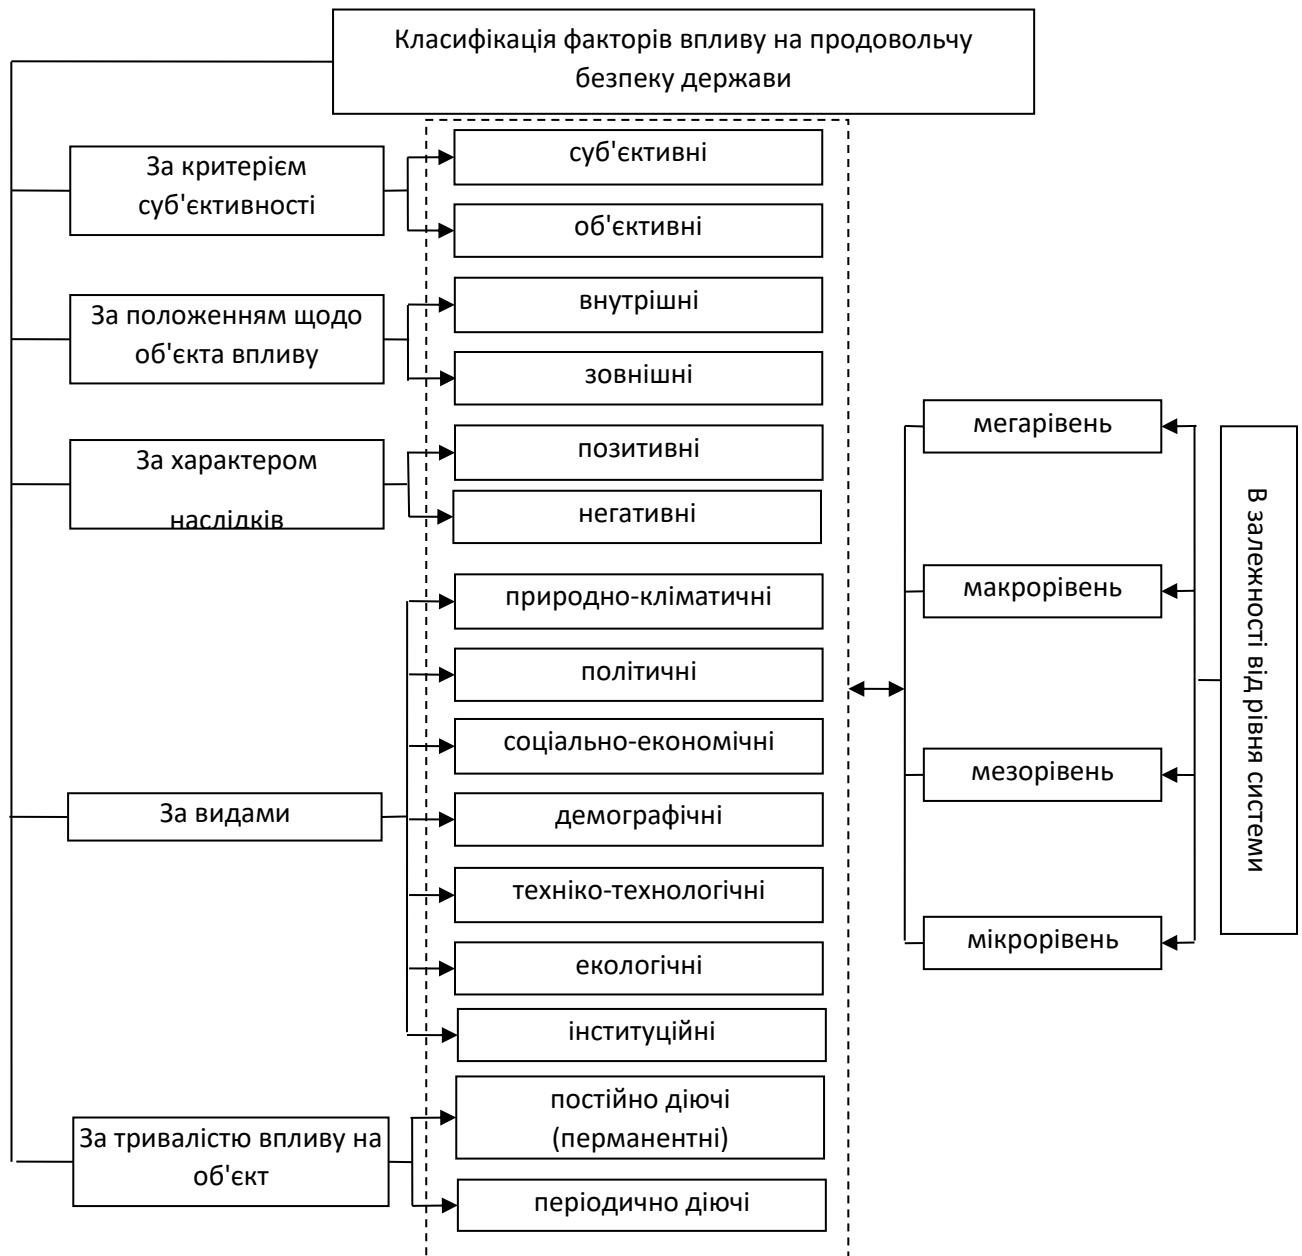 Класифікація факторів впливу на продовольчу
безпеку держави
За критерієм
суб'єктивності
суб'єктивні
об'єктивні
За положенням щодо
об'єкта впливу
внутрішні
зовнішні
За характером
наслідків
позитивні
негативні
За видами
природно-кліматичні
політичні
соціально-економічні
демографічні
техніко-технологічні
екологічні
інституційні
За тривалістю впливу на
об'єкт
постійно діючі
(перманентні)
періодично діючі
мегарівень
макрорівень
мезорівень
мікрорівень
В залежності від рівня системи